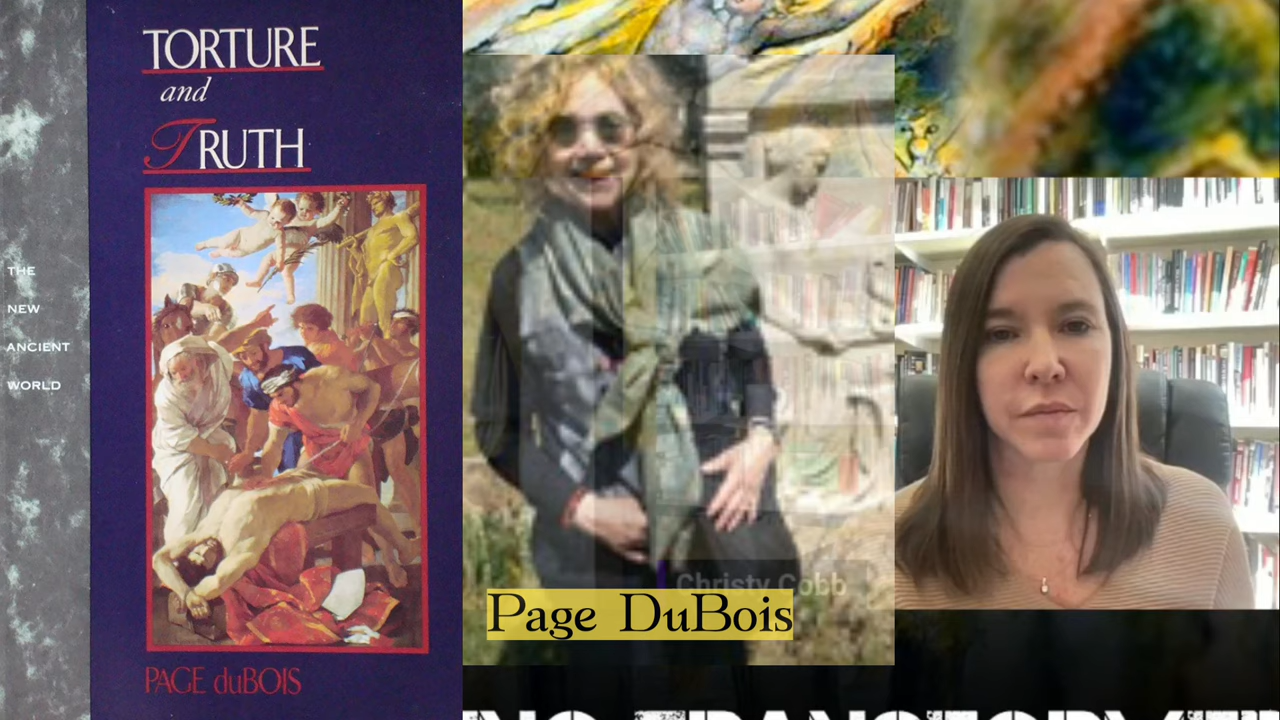 THE
NEW
ANCIENT
WORLD
TORTURE
and
TRUTH
PAGE duBOIS
Christy Cobb
Page DuBois